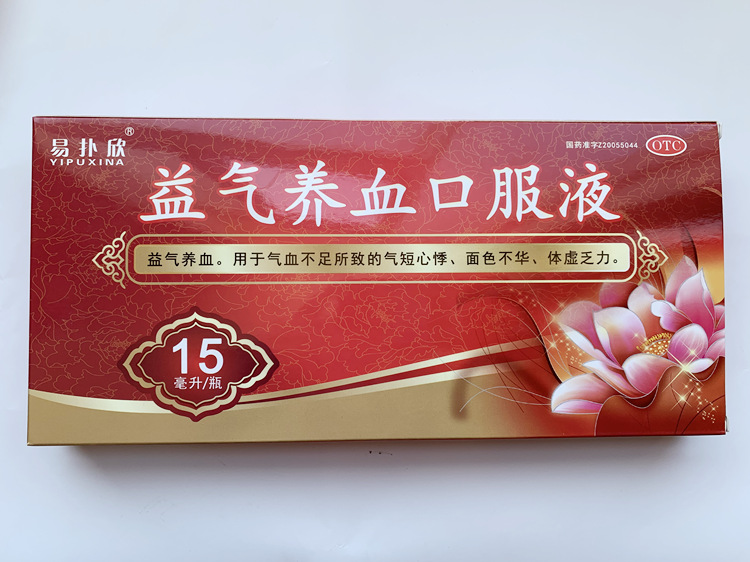 易扑欣®
YIPUXINA
国药准字Z20055044
OTC
益气养血口服液
益气养血。用于气血不足所致的气短心悸、面色不华、体虚乏力。
15
毫升/瓶